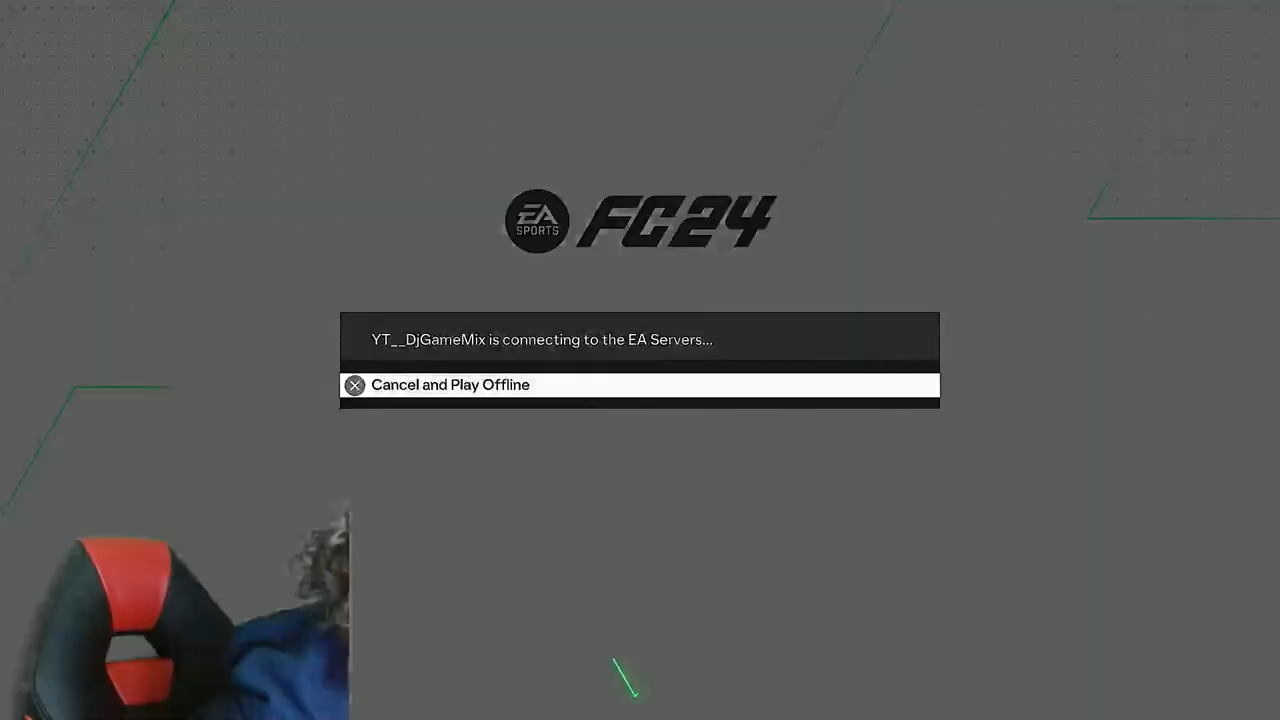 EA
SPORTS
FC24
YT__DjGameMix is connecting to the EA Servers...
Cancel and Play Offline